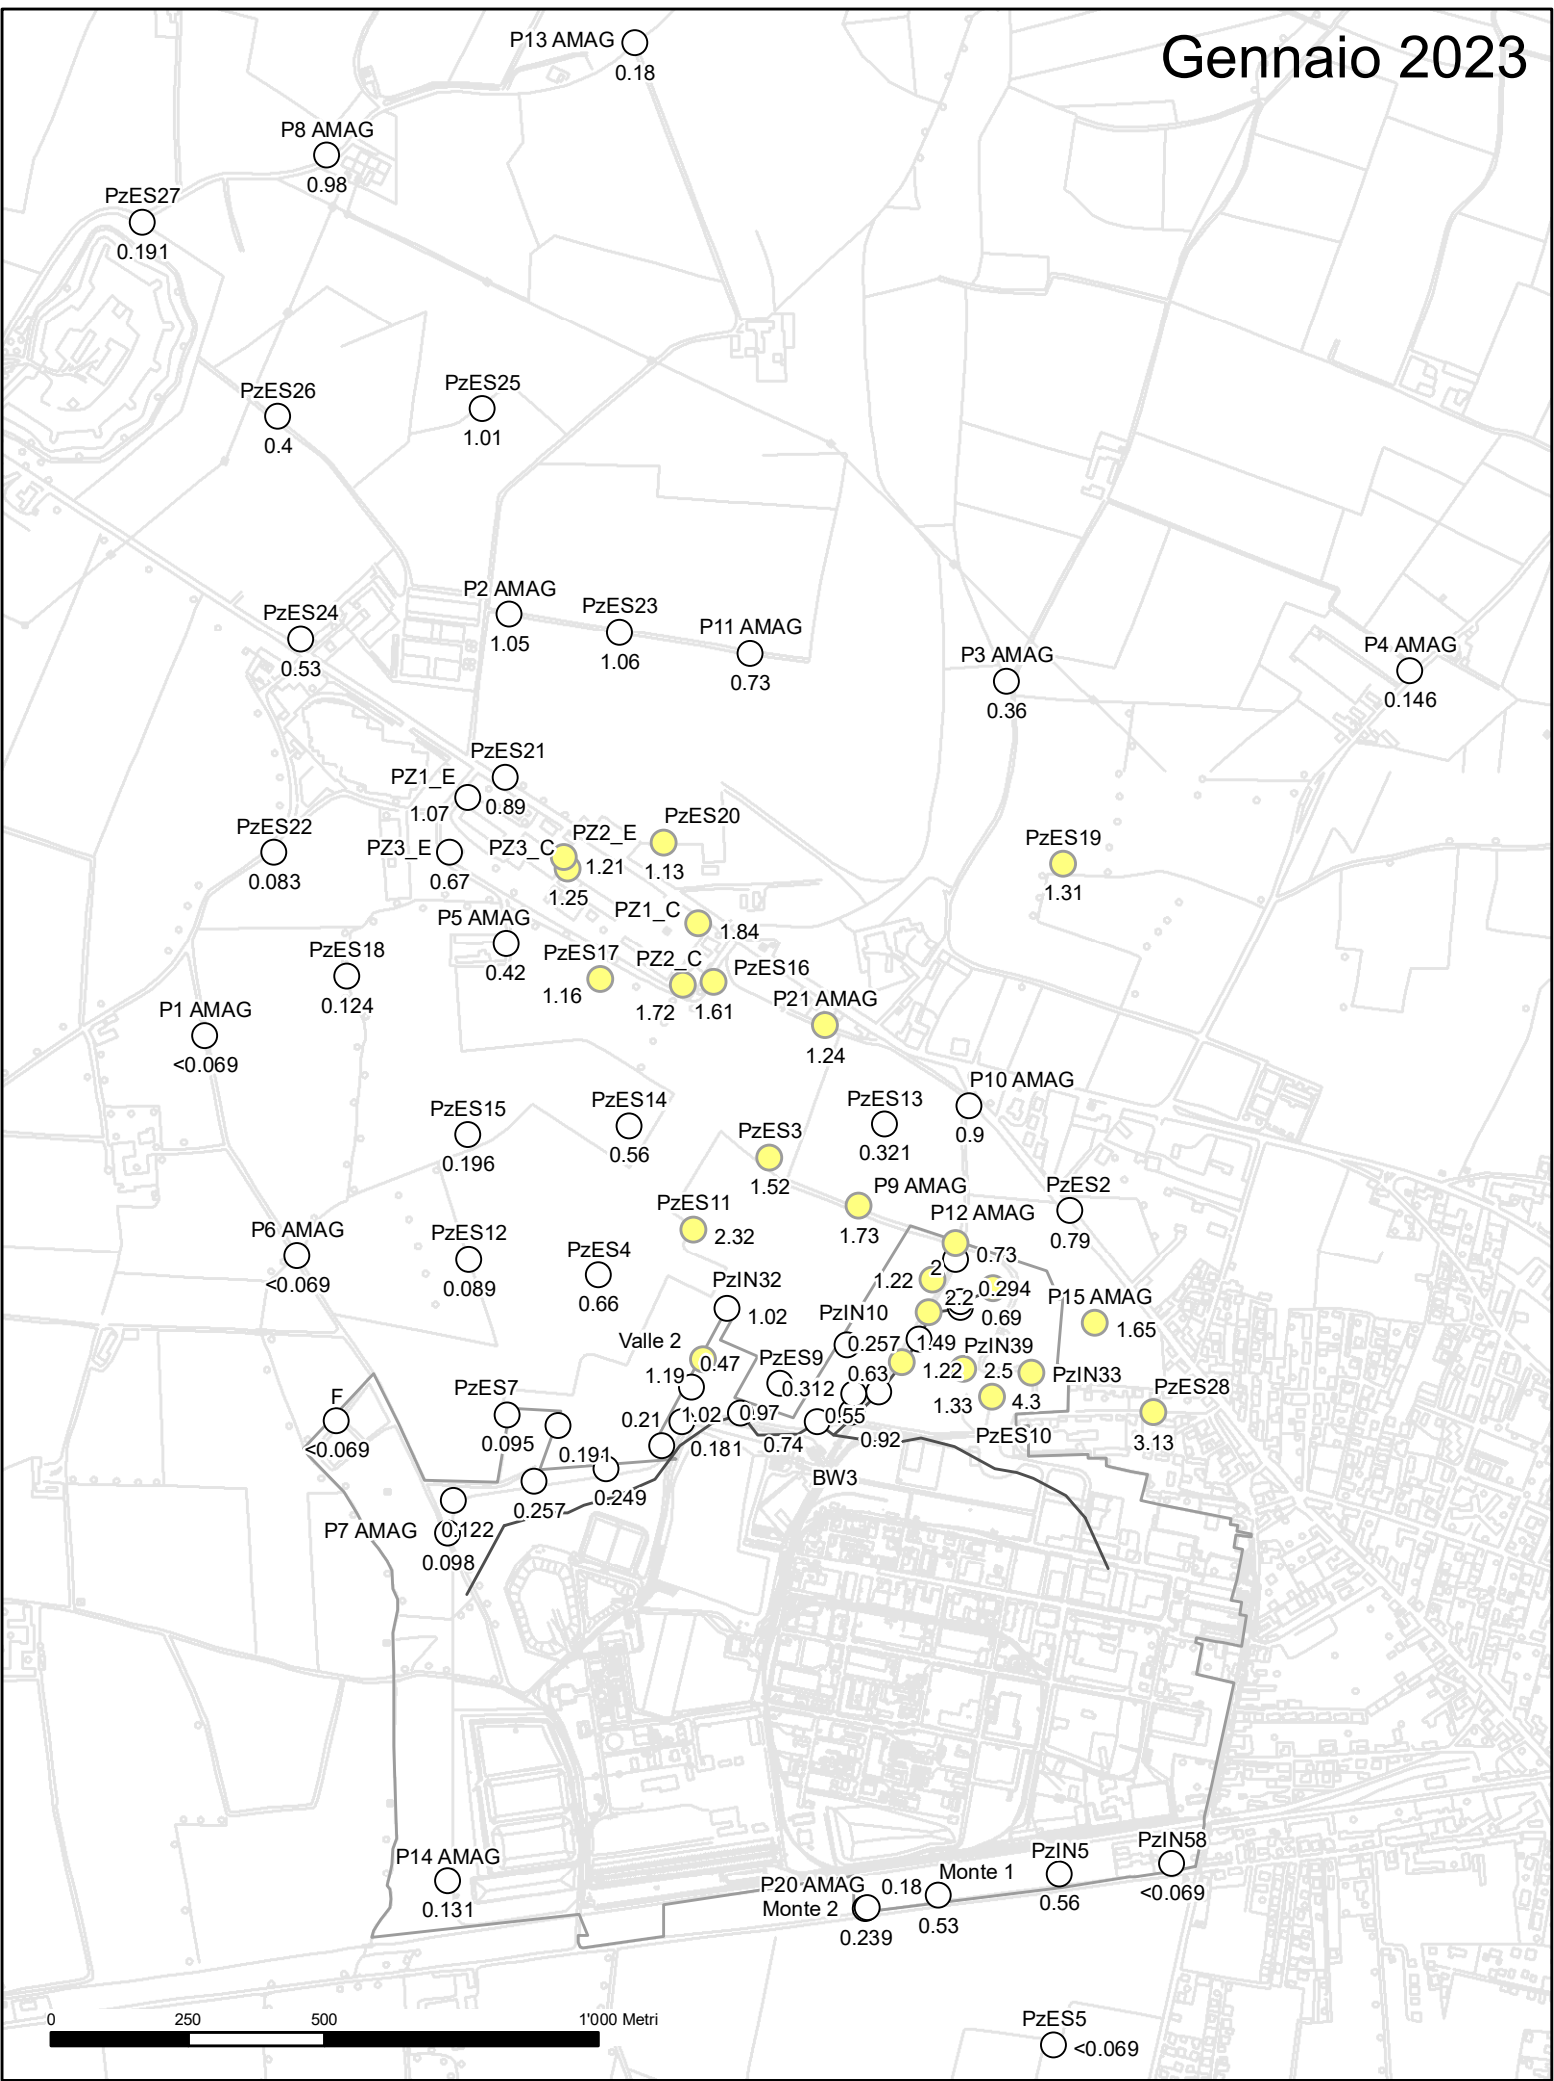 Gennaio 2023
P13 AMAG
0.18
P8 AMAG
0.98
PzES27
0.191
PzES26
0.4
PzES25
1.01
P2 AMAG
1.05
PzES23
1.06
P11 AMAG
0.73
PzES24
0.53
P3 AMAG
0.36
P4 AMAG
0.146
PzES21
0.89
PZ1_E
1.07
PzES22
0.083
PZ3_E
0.67
PZ3_C
PZ2_E
1.21
1.25
PzES20
1.13
PzES19
1.31
P5 AMAG
0.42
PZ1_C
1.84
PzES18
0.124
PzES17
1.16
PZ2_C
1.72
PzES16
1.61
P21 AMAG
1.24
P1 AMAG
<0.069
PzES15
0.196
PzES14
0.56
PzES13
0.321
P10 AMAG
0.9
PzES3
1.52
P9 AMAG
1.73
PzES2
0.79
P12 AMAG
0.73
2
1.22
PzES11
2.32
P6 AMAG
<0.069
PzES12
0.089
PzES4
0.66
0.294
2.2
0.69
P15 AMAG
1.65
PzIN32
1.02
PzIN10
0.257
1.49
Valle 2
0.47
1.19
PzES9
0.312
0.63
PzIN39
1.22
2.5
PzIN33
4.3
1.33
PzES10
PzES28
3.13
F
<0.069
PzES7
0.095
0.21
1.02
0.97
0.55
0.191
0.181
0.74
0.92
BW3
0.257
0.249
P7 AMAG
0.122
0.098
P14 AMAG
0.131
P20 AMAG
0.18
Monte 1
Monte 2
0.239
0.53
PzIN5
0.56
PzIN58
<0.069
PzES5
<0.069
0
250
500
1'000 Metri